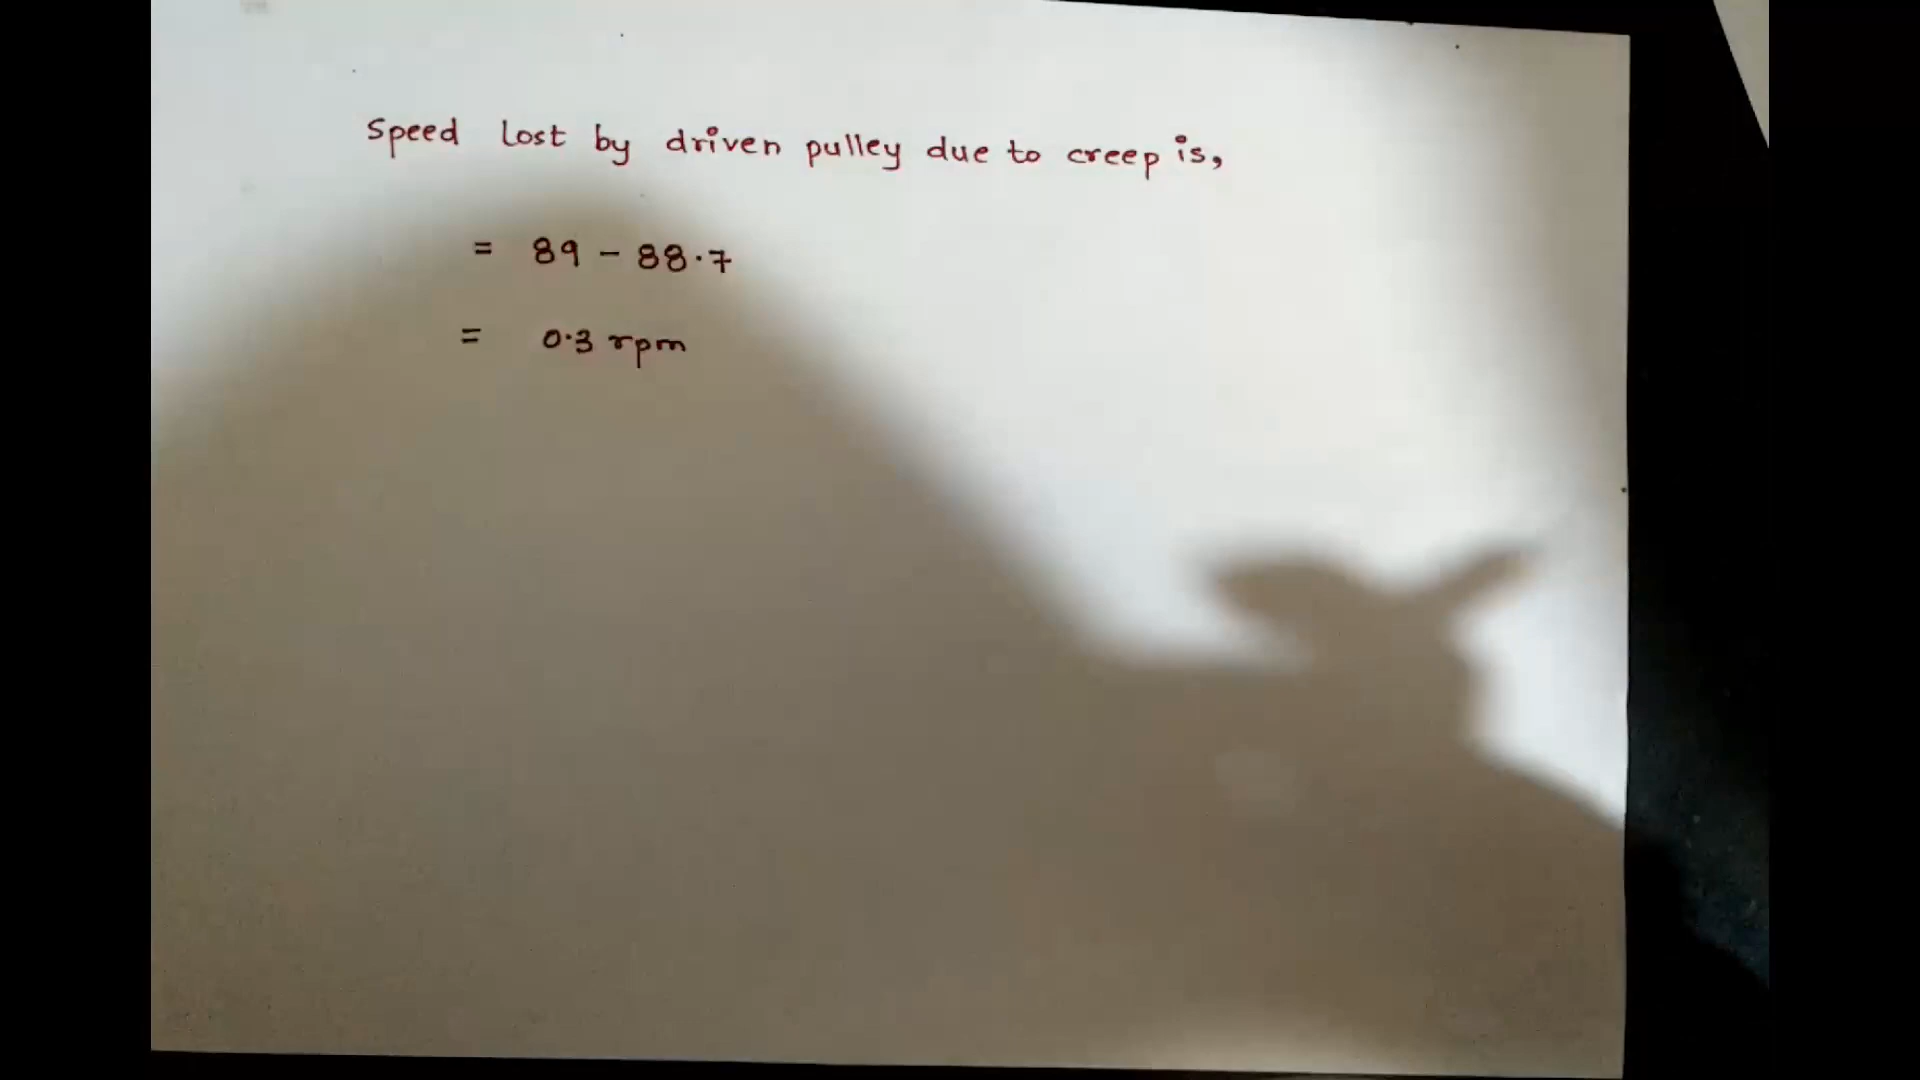 Speed lost by driven pulley due to creep is,
= 89 - 88.7
= 0.3 rpm